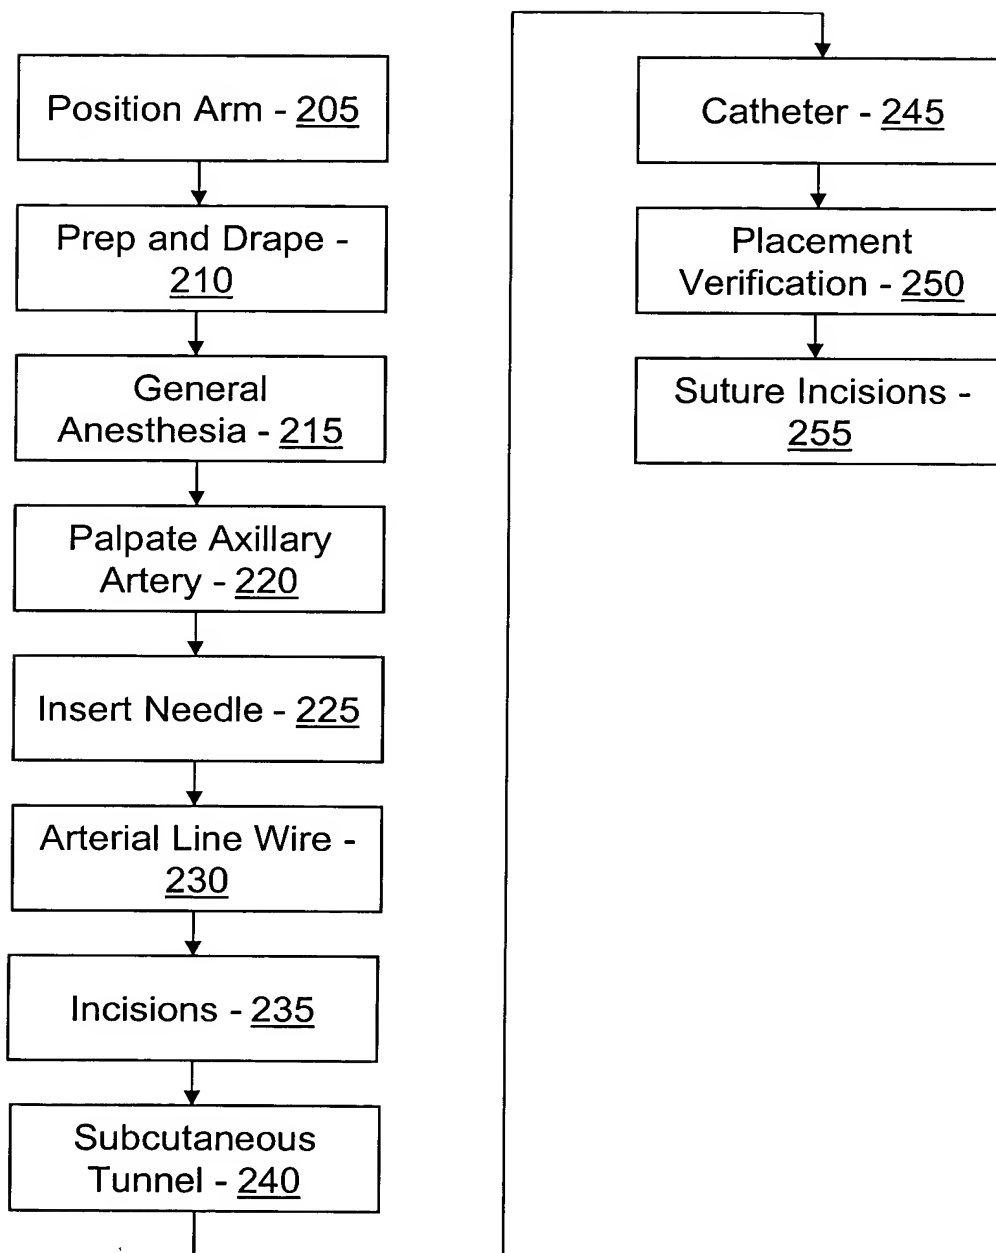 Position Arm - 205
Prep and Drape -
210
General
Anesthesia - 215
Palpate Axillary
Artery - 220
Insert Needle - 225
Arterial Line Wire -
230
Incisions - 235
Subcutaneous
Tunnel - 240
Catheter - 245
Placement
Verification - 250
Suture Incisions -
255